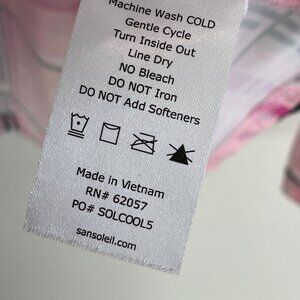 Machine Wash COLD
Gentle Cycle
Turn Inside Out
Line Dry
No Bleach
DO NOT Iron
DO NOT Add Softeners
Made in Vietnam
RN# 62057
PO# SOLCOOL5
sansoleil.com